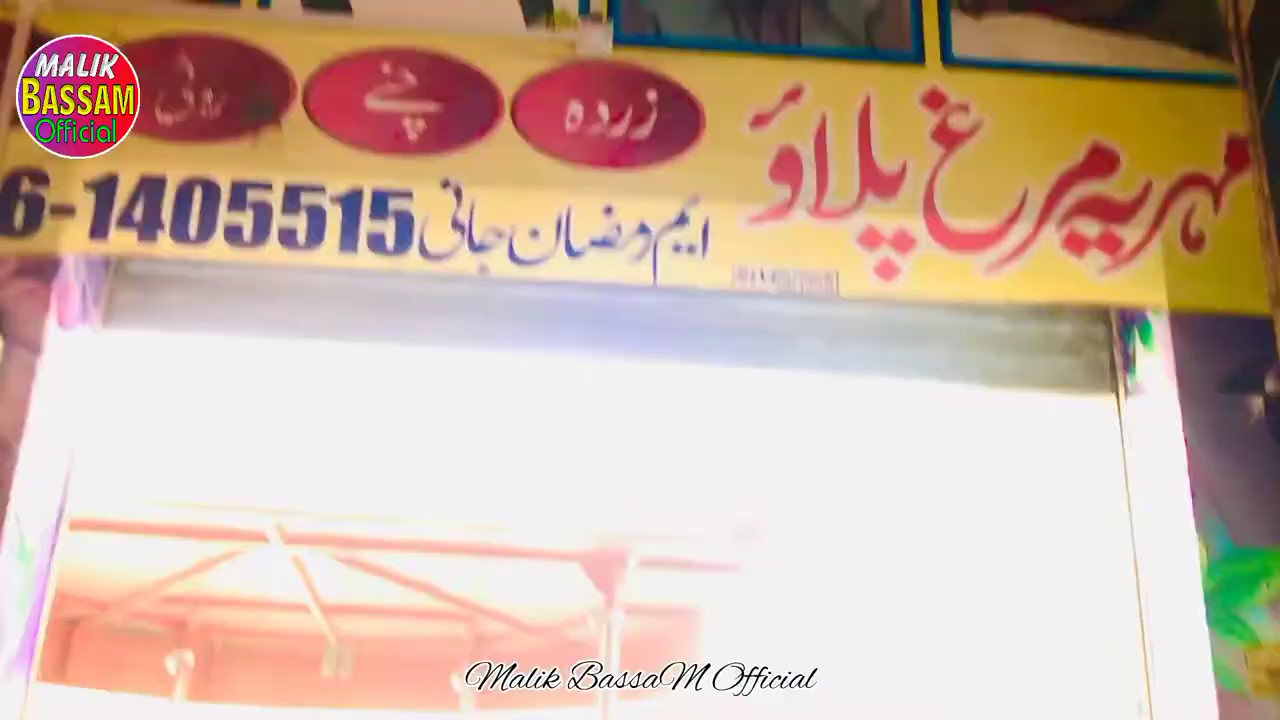 MALIK
BASSAM
Official
مہریہ مرغ پلاؤ
زردہ
چنے
ایم رمضان جانی
6-1405515
Malik BassaM Official